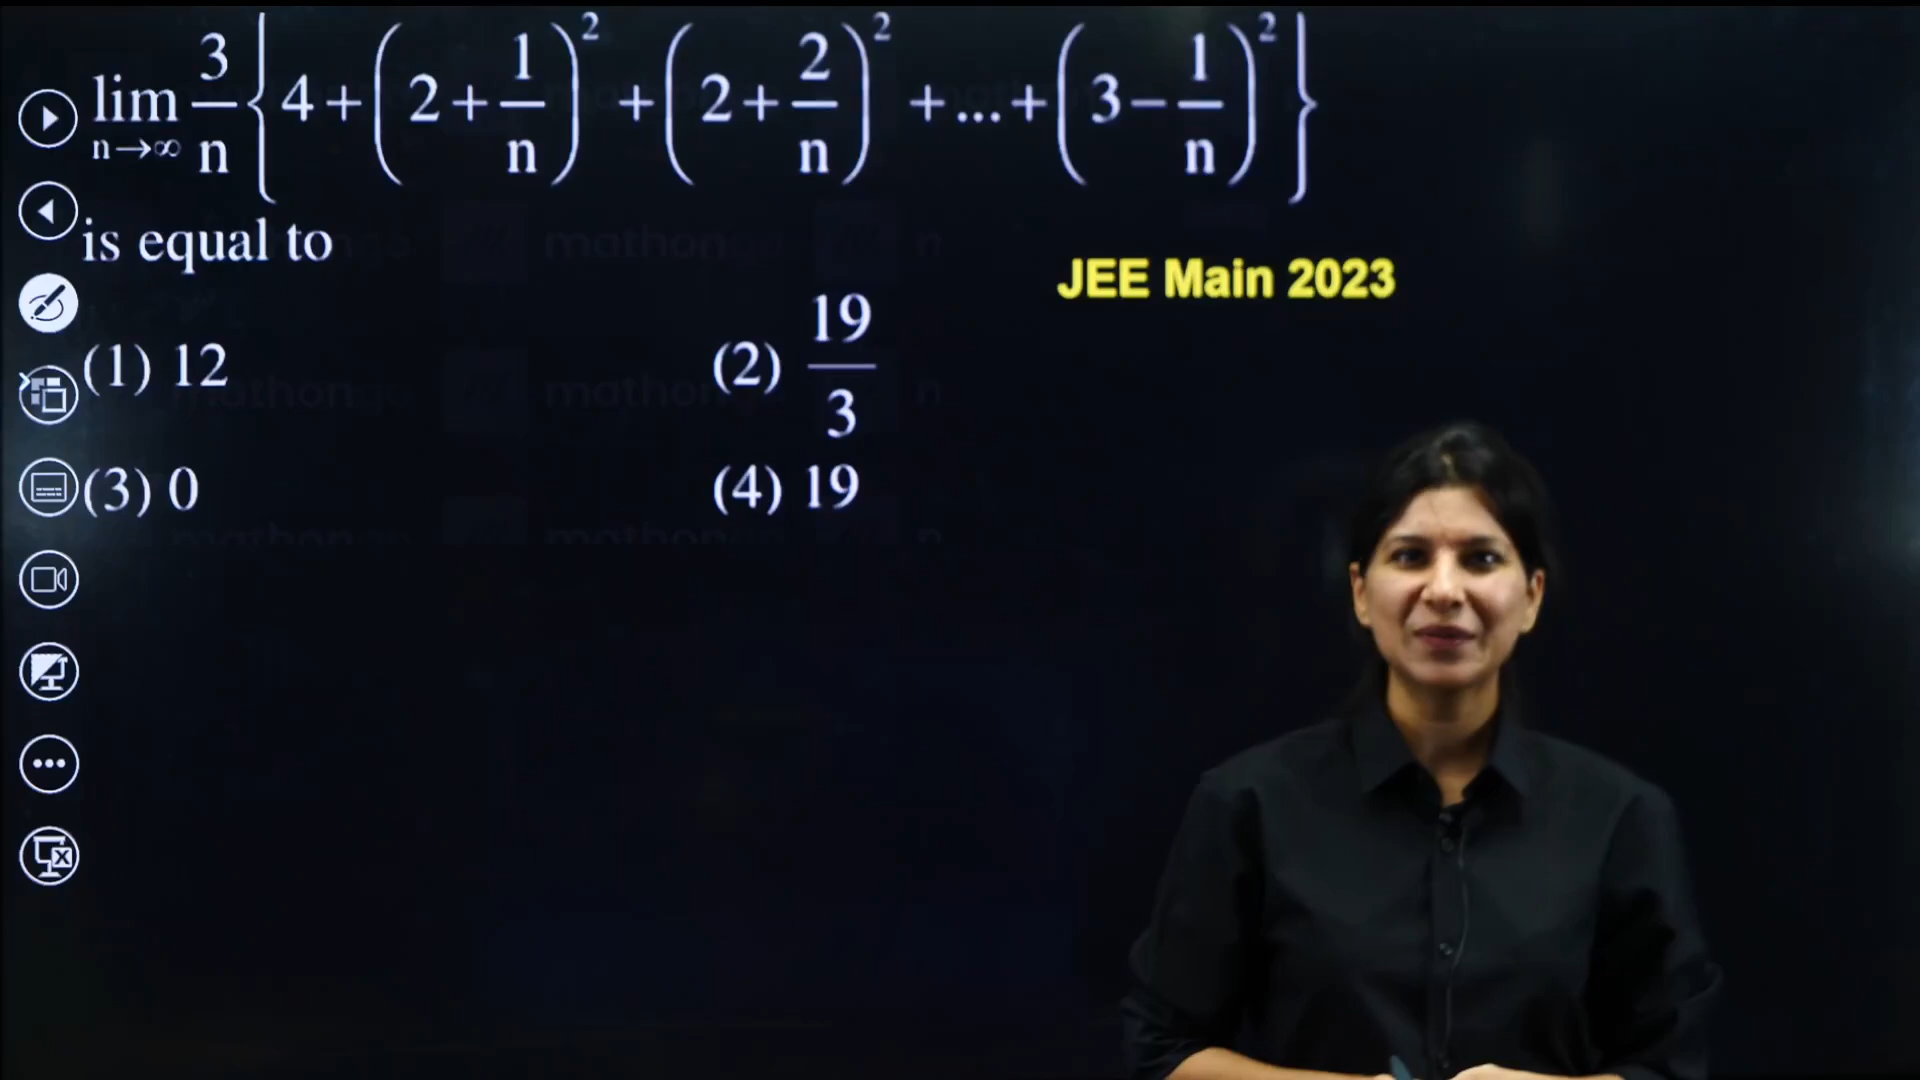 lim n→∞ 3/n {4 + (2 + 1/n)² + (2 + 2/n)² + ... + (3 − 1/n)²}
is equal to
JEE Main 2023
(1) 12 (2) 19/3
(3) 0 (4) 19